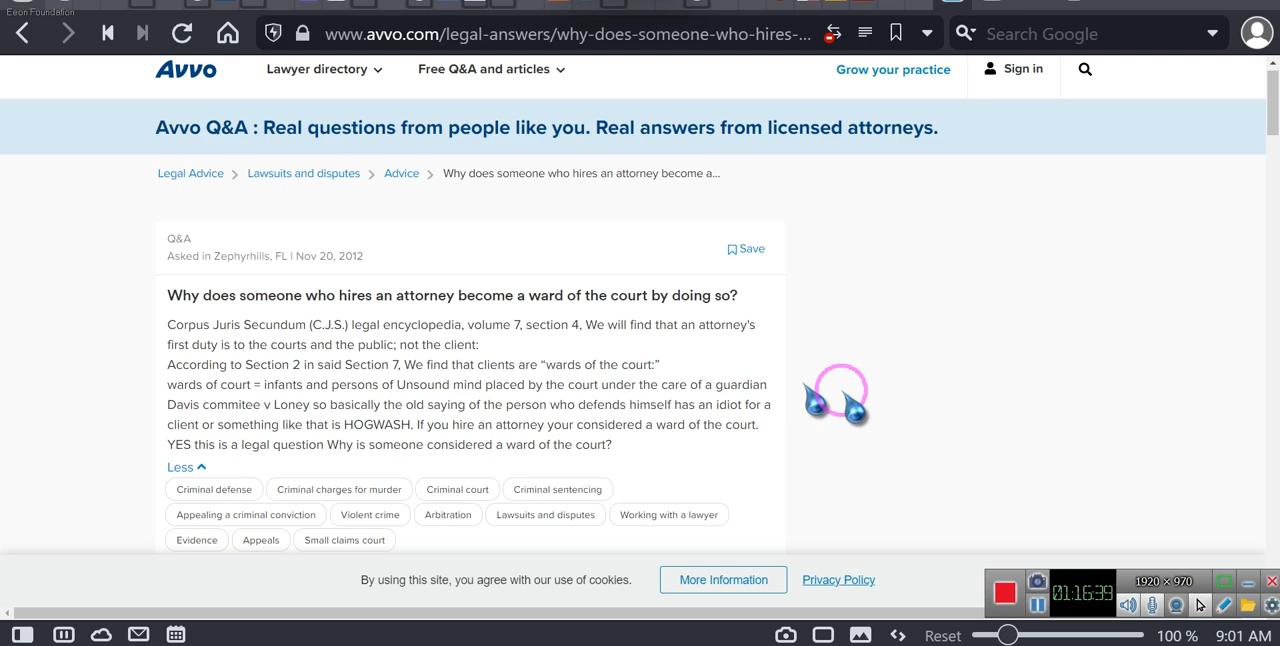 Eeon Foundation
www.avvo.com/legal-answers/why-does-someone-who-hires-...
Search Google
Avvo
Lawyer directory
Free Q&A and articles
Grow your practice
Sign in
Avvo Q&A : Real questions from people like you. Real answers from licensed attorneys.
Legal Advice > Lawsuits and disputes > Advice > Why does someone who hires an attorney become a...
Q&A
Asked in Zephyrhills, FL | Nov 20, 2012
Save
Why does someone who hires an attorney become a ward of the court by doing so?
Corpus Juris Secundum (C.J.S.) legal encyclopedia, volume 7, section 4, We will find that an attorney's
first duty is to the courts and the public; not the client:
According to Section 2 in said Section 7, We find that clients are “wards of the court:”
wards of court = infants and persons of Unsound mind placed by the court under the care of a guardian
Davis commitee v Loney so basically the old saying of the person who defends himself has an idiot for a
client or something like that is HOGWASH. If you hire an attorney your considered a ward of the court.
YES this is a legal question Why is someone considered a ward of the court?
Less
Criminal defense
Criminal charges for murder
Criminal court
Criminal sentencing
Appealing a criminal conviction
Violent crime
Arbitration
Lawsuits and disputes
Working with a lawyer
Evidence
Appeals
Small claims court
By using this site, you agree with our use of cookies.
More Information
Privacy Policy
1920 × 970
01:16:39
Reset
100 %
9:01 AM